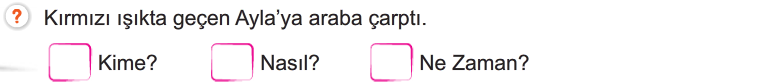 ? Kırmızı ışıkta geçen Ayla'ya araba çarptı.
Kime? Nasıl? Ne Zaman?